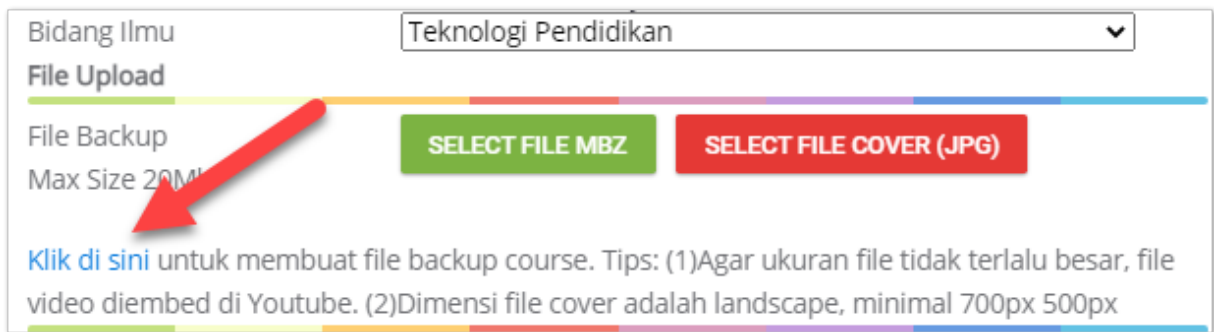 Bidang Ilmu Teknologi Pendidikan
File Upload
File Backup SELECT FILE MBZ SELECT FILE COVER (JPG)
Max Size 20Mb
Klik di sini untuk membuat file backup course. Tips: (1)Agar ukuran file tidak terlalu besar, file
video diembed di Youtube. (2)Dimensi file cover adalah landscape, minimal 700px 500px